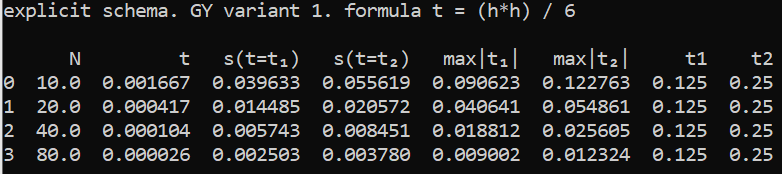 explicit schema. GY variant 1. formula t = (h*h) / 6
N t s(t=t₁) s(t=t₂) max|t₁| max|t₂| t1 t2
0 10.0 0.001667 0.039633 0.055619 0.090623 0.122763 0.125 0.25
1 20.0 0.000417 0.014485 0.020572 0.040641 0.054861 0.125 0.25
2 40.0 0.000104 0.005743 0.008451 0.018812 0.025605 0.125 0.25
3 80.0 0.000026 0.002503 0.003780 0.009002 0.012324 0.125 0.25